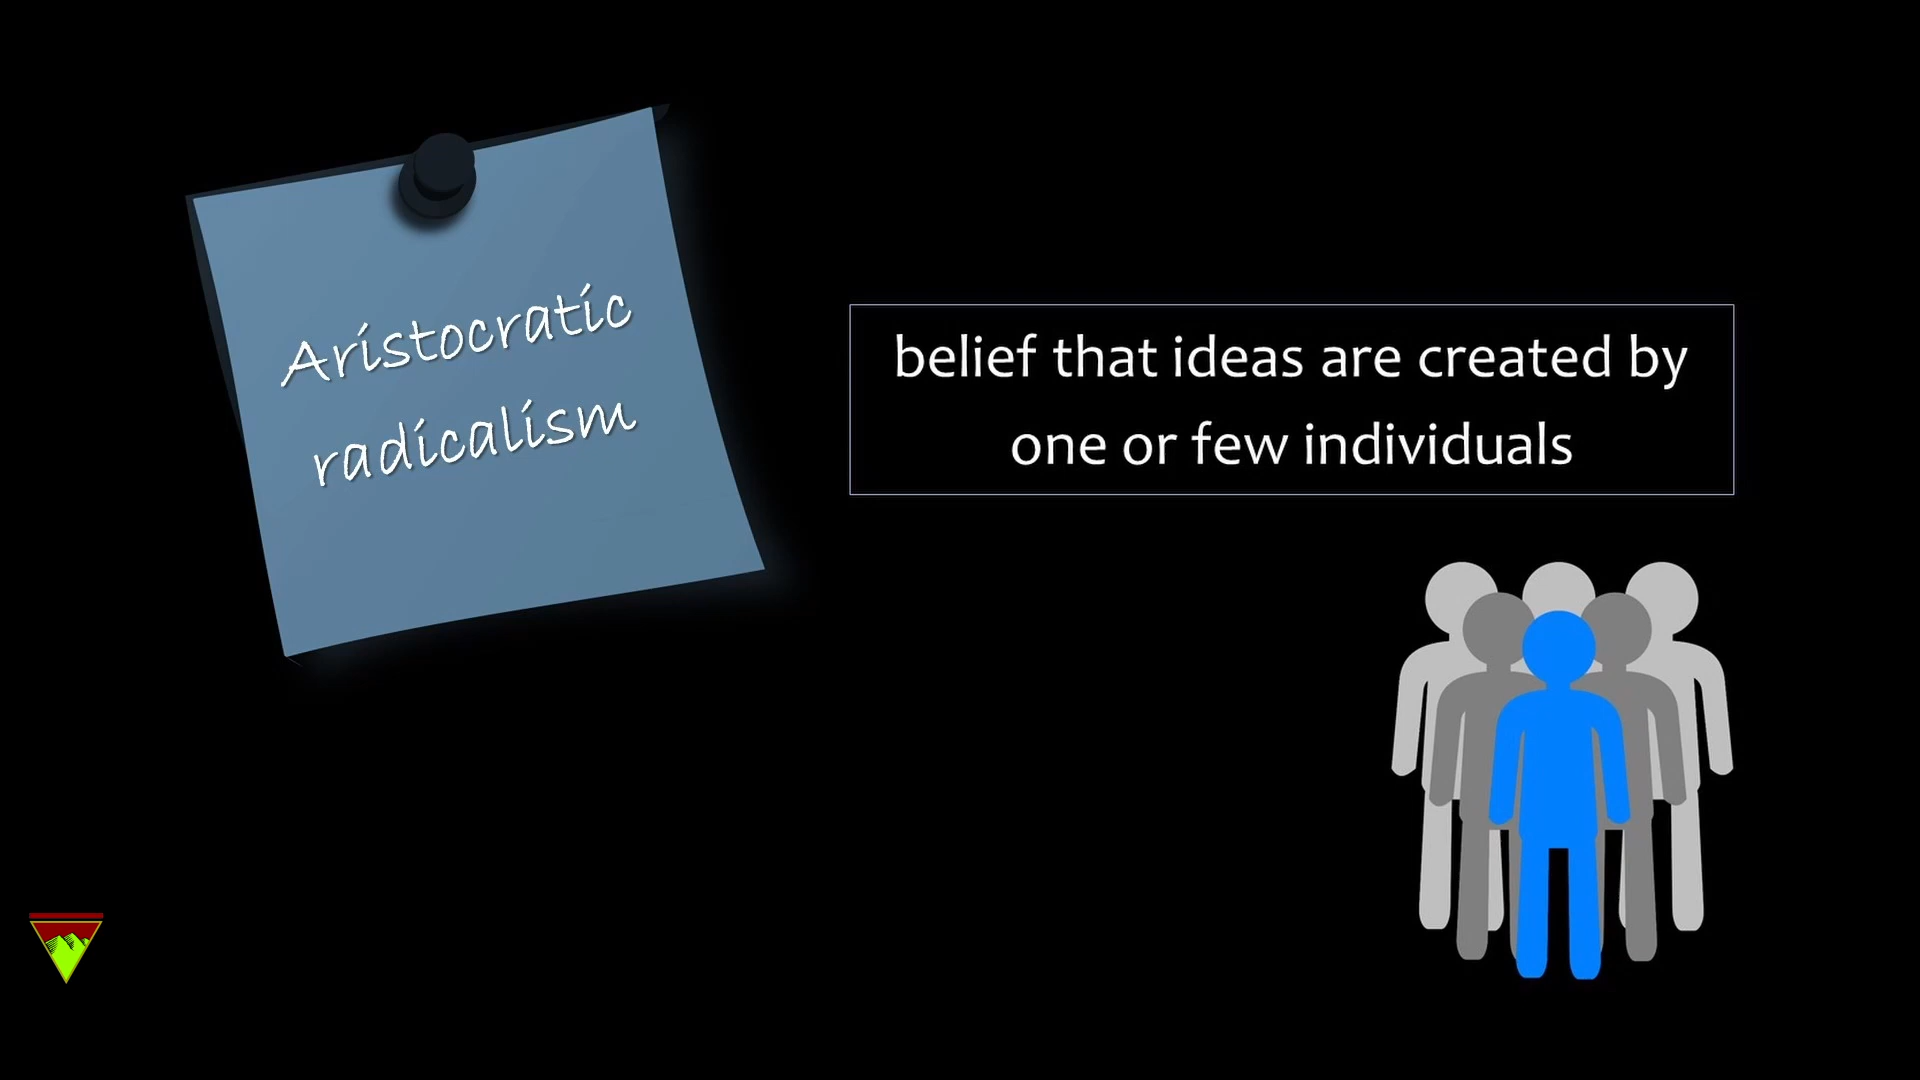 Aristocratic
radicalism
belief that ideas are created by
one or few individuals